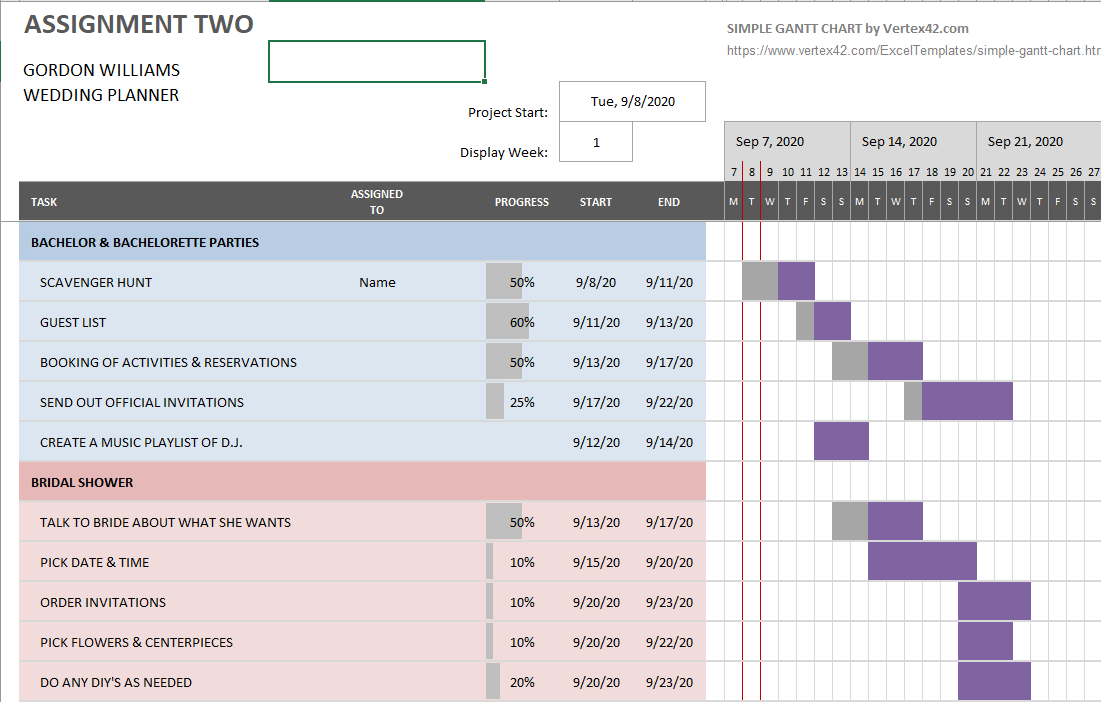 ASSIGNMENT TWO
SIMPLE GANTT CHART by Vertex42.com
https://www.vertex42.com/ExcelTemplates/simple-gantt-chart.htm
GORDON WILLIAMS
WEDDING PLANNER
Project Start: Tue, 9/8/2020
Display Week: 1
Sep 7, 2020 Sep 14, 2020 Sep 21, 2020
7 8 9 10 11 12 13 14 15 16 17 18 19 20 21 22 23 24 25 26 27
TASK ASSIGNED TO PROGRESS START END M T W T F S S M T W T F S S M T W T F S S
BACHELOR & BACHELORETTE PARTIES
SCAVENGER HUNT Name 50% 9/8/20 9/11/20
GUEST LIST 60% 9/11/20 9/13/20
BOOKING OF ACTIVITIES & RESERVATIONS 50% 9/13/20 9/17/20
SEND OUT OFFICIAL INVITATIONS 25% 9/17/20 9/22/20
CREATE A MUSIC PLAYLIST OF D.J. 9/12/20 9/14/20
BRIDAL SHOWER
TALK TO BRIDE ABOUT WHAT SHE WANTS 50% 9/13/20 9/17/20
PICK DATE & TIME 10% 9/15/20 9/20/20
ORDER INVITATIONS 10% 9/20/20 9/23/20
PICK FLOWERS & CENTERPIECES 10% 9/20/20 9/22/20
DO ANY DIY'S AS NEEDED 20% 9/20/20 9/23/20